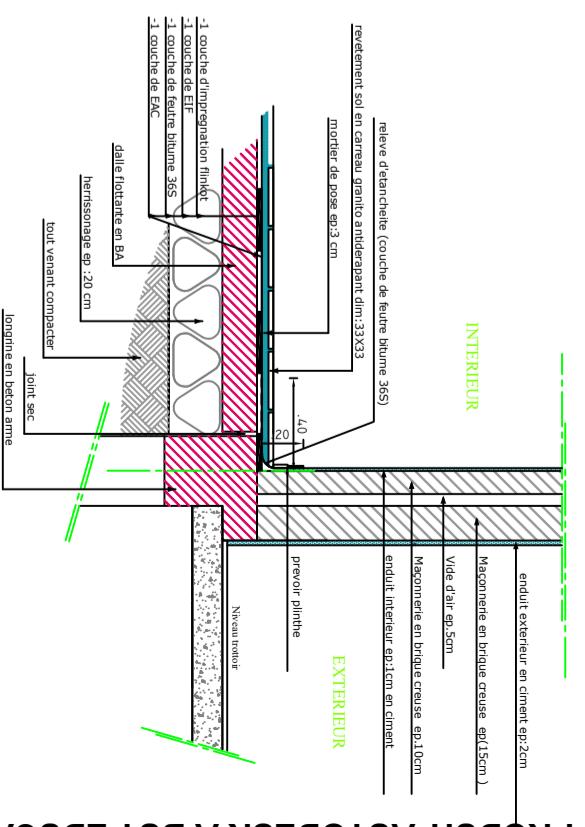 -1 couche d'impregnation flinkot
-1 couche de EIF
-1 couche de feutre bitume 36S
-1 couche de EAC
revetement sol en carreau granito antiderapant dim::33X33
mortier de pose ep:3 cm
releve d'etancheite (couche de feutre bitume 36S)
dalle flottante en BA
herrissonage ep :20 cm
tout venant compacter
longrine en beton arme
joint sec
INTERIEUR
.40
20
prevoir plinthe
enduit interieur ep:1cm en ciment
Maçonnerie en brique creuse ep:10cm
Vide d'air ep.5cm
Maçonnerie en brique creuse ep(15cm )
enduit exterieur en ciment ep:2cm
EXTERIEUR
Niveau trottoir